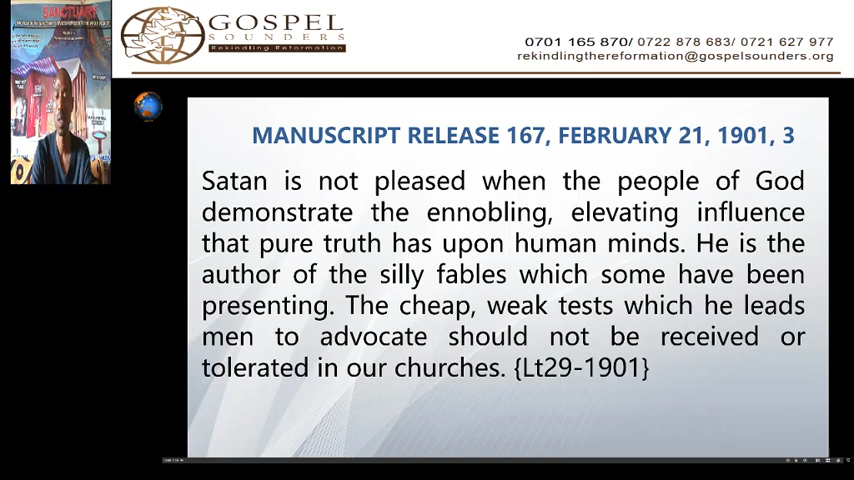 SANCTUARY
GOSPEL
SOUNDERS
Rekindling Reformation
0701 165 870/ 0722 878 683/ 0721 627 977
rekindlingthereformation@gospelsounders.org
MANUSCRIPT RELEASE 167, FEBRUARY 21, 1901, 3
Satan is not pleased when the people of God
demonstrate the ennobling, elevating influence
that pure truth has upon human minds. He is the
author of the silly fables which some have been
presenting. The cheap, weak tests which he leads
men to advocate should not be received or
tolerated in our churches. {Lt29-1901}